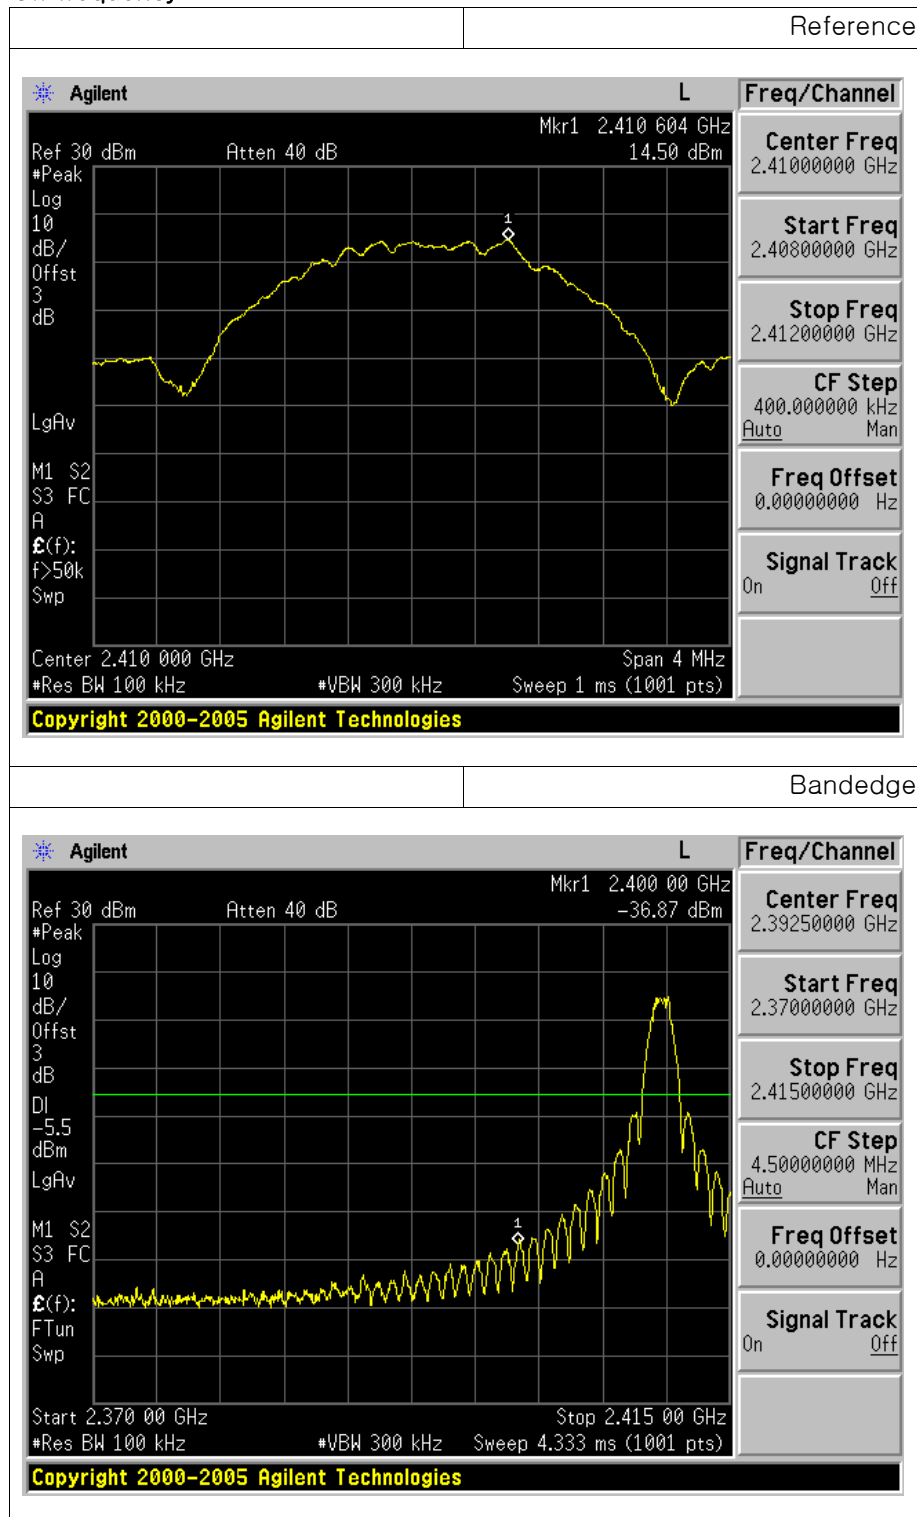 Reference
Agilent L Freq/Channel
Mkr1 2.410 604 GHz
Ref 30 dBm Atten 40 dB 14.50 dBm
#Peak
Log
10
dB/
Offst
3
dB
LgAv
M1 S2
S3 FC
A
£(f):
f>50k
Swp
1
Center 2.410 000 GHz Span 4 MHz
#Res BW 100 kHz #VBW 300 kHz Sweep 1 ms (1001 pts)
Center Freq
2.41000000 GHz
Start Freq
2.40800000 GHz
Stop Freq
2.41200000 GHz
CF Step
400.000000 kHz
Auto Man
Freq Offset
0.00000000 Hz
Signal Track
On Off
Copyright 2000-2005 Agilent Technologies
Bandedge
Agilent L Freq/Channel
Mkr1 2.400 00 GHz
Ref 30 dBm Atten 40 dB -36.87 dBm
#Peak
Log
10
dB/
Offst
3
dB
DI
-5.5
dBm
LgAv
M1 S2
S3 FC
A
£(f):
FTun
Swp
1
Start 2.370 00 GHz Stop 2.415 00 GHz
#Res BW 100 kHz #VBW 300 kHz Sweep 4.333 ms (1001 pts)
Center Freq
2.39250000 GHz
Start Freq
2.37000000 GHz
Stop Freq
2.41500000 GHz
CF Step
4.50000000 MHz
Auto Man
Freq Offset
0.00000000 Hz
Signal Track
On Off
Copyright 2000-2005 Agilent Technologies